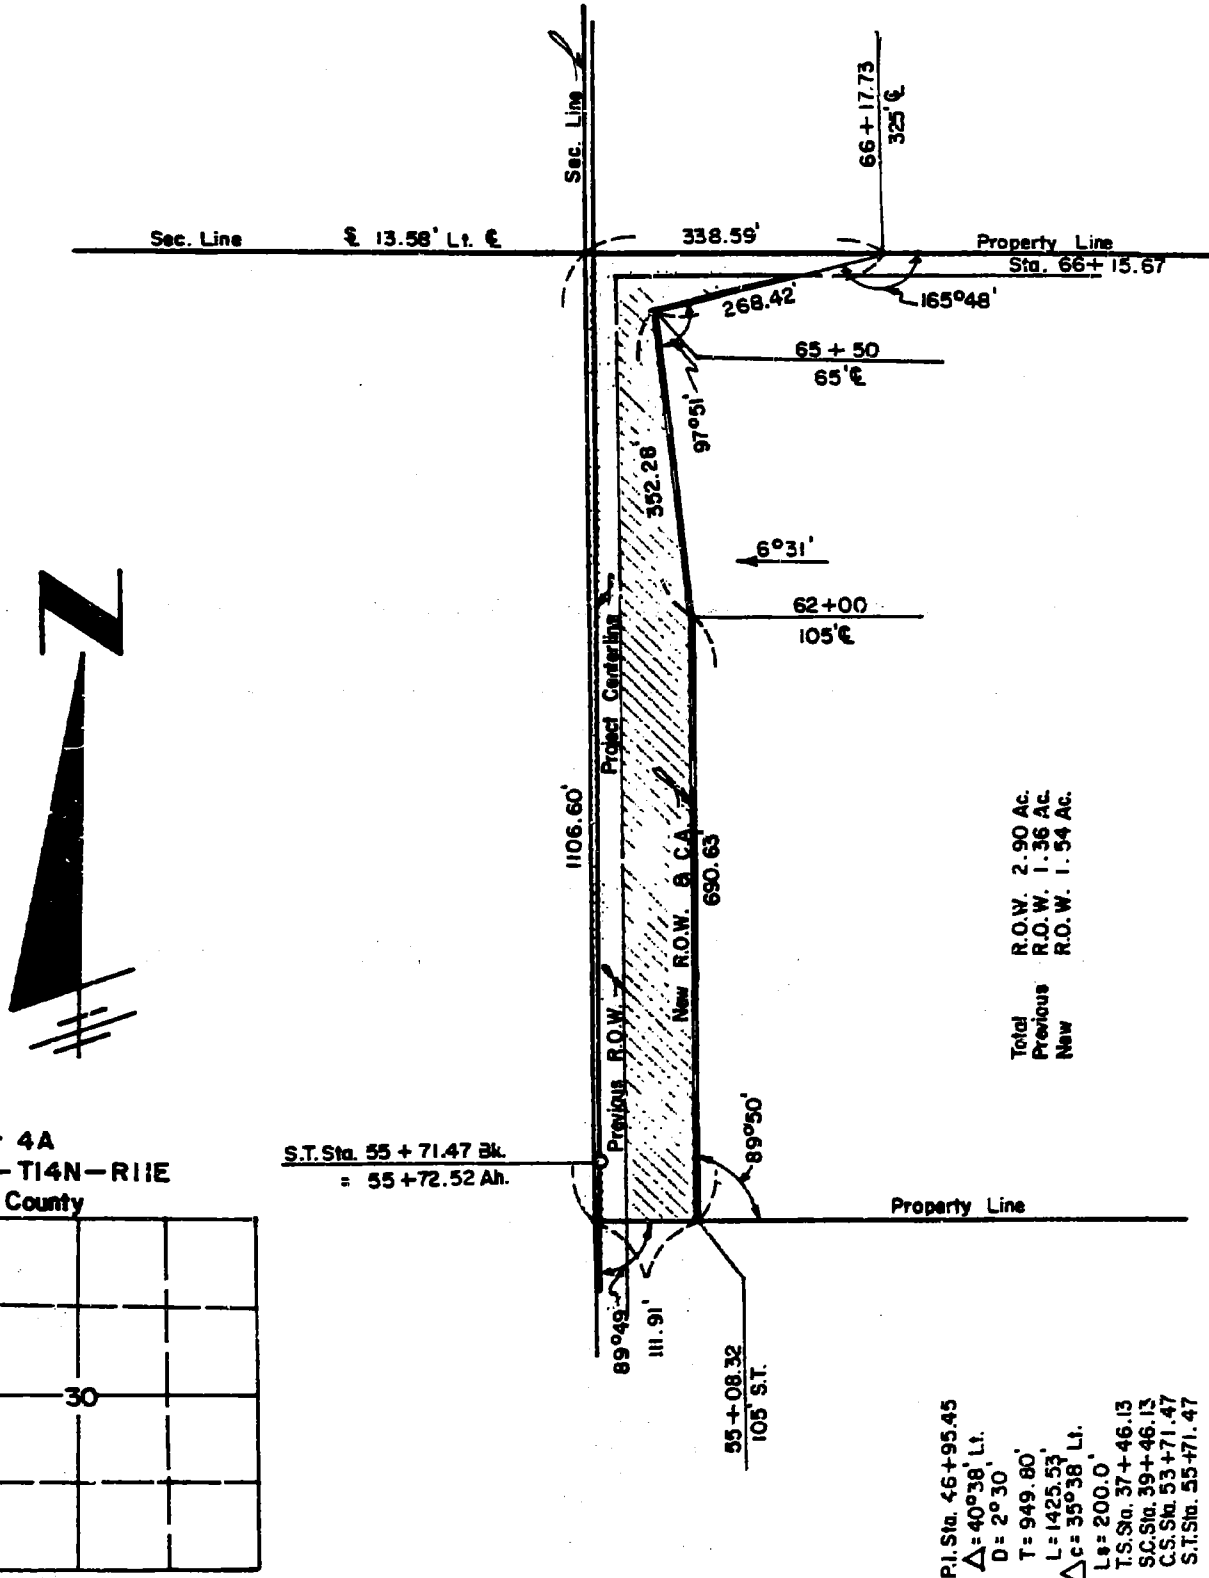 Sec. Line
66+17.73
325' ℄
Sec. Line
℄ 13.58' Lt. ℄
338.59'
Property Line
Sta. 66+15.67
268.42'
165°48'
65+50
65' ℄
97°51'
352.28'
6°31'
62+00
105' ℄
Project Centerline
1106.60'
New R.O.W. & C.A.
690.63'
Total R.O.W. 2.90 Ac.
Previous R.O.W. 1.36 Ac.
New R.O.W. 1.54 Ac.
Previous R.O.W.
89°50'
4A
S.T. Sta. 55+71.47 Bk.
= 55+72.52 Ah.
-T14N-R11E
County
Property Line
89°49'
111.91'
55+08.32
105' S.T.
30
P.I. Sta. 46+95.45
△=40°38' Lt.
D=2°30'
T=949.80'
L=1425.53'
△c=35°38' Lt.
Ls=200.0'
T.S. Sta. 37+46.13
S.C. Sta. 39+46.13
C.S. Sta. 53+71.47
S.T. Sta. 55+71.47